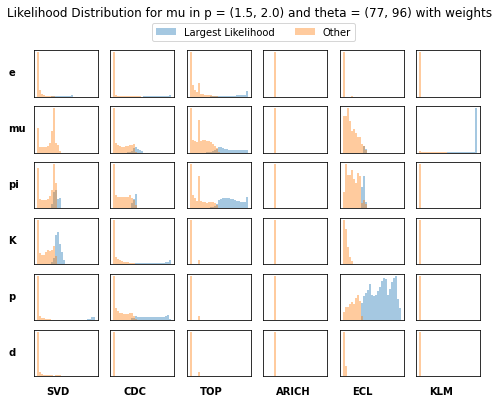 Likelihood Distribution for mu in p = (1.5, 2.0) and theta = (77, 96) with weights
Largest Likelihood Other
e
mu
pi
K
p
d
SVD CDC TOP ARICH ECL KLM